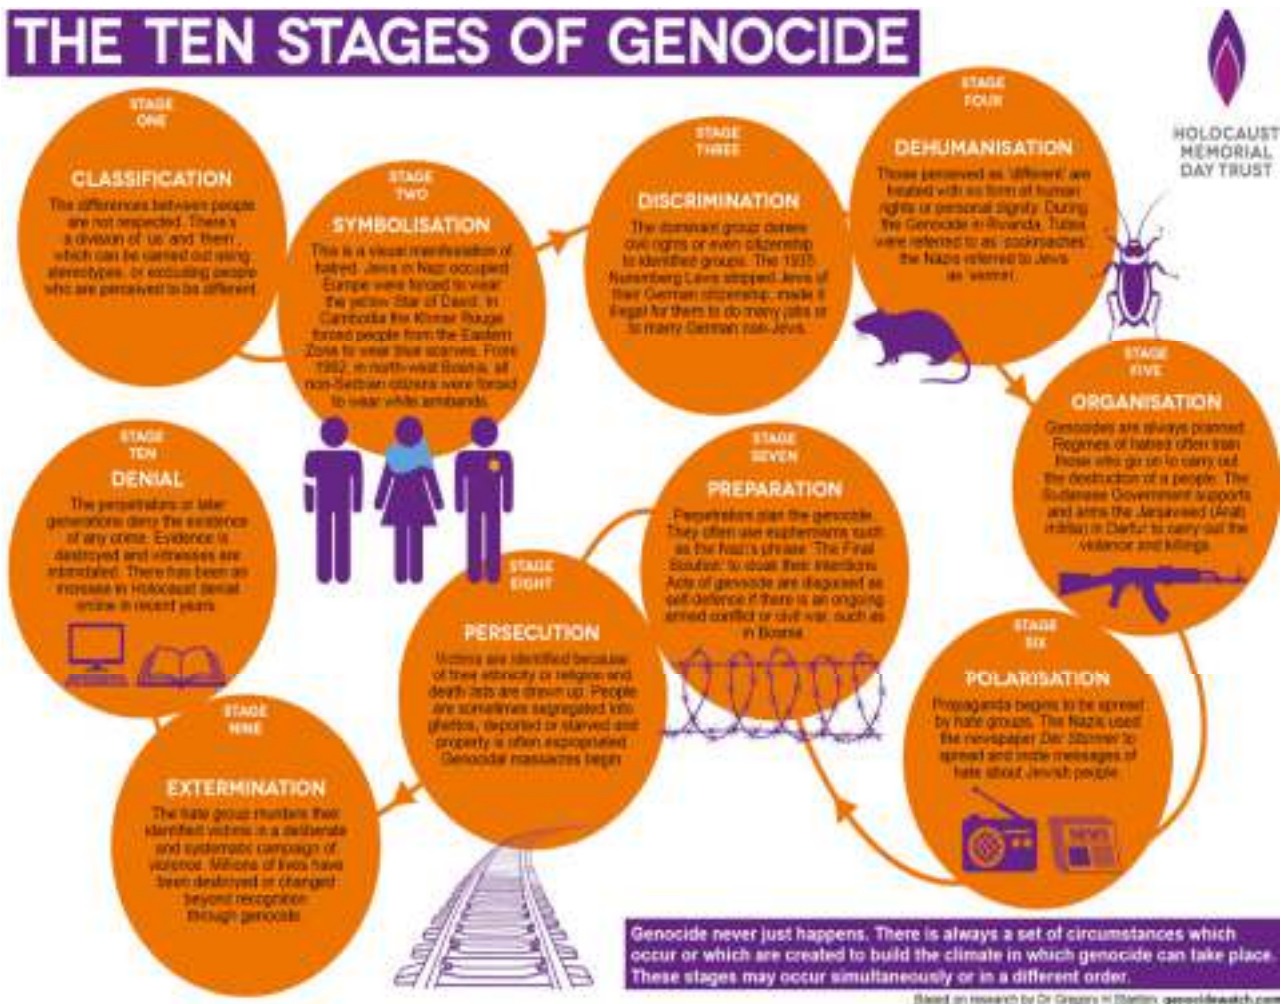 THE TEN STAGES OF GENOCIDE
HOLOCAUST
MEMORIAL
DAY TRUST
STAGE
ONE
CLASSIFICATION
The differences between people
are not respected. There's
a division of 'us' and 'them'
which can be carried out using
stereotypes, or excluding people
who are perceived to be different.
STAGE
TWO
SYMBOLISATION
This is a visual manifestation of
hatred. Jews in Nazi occupied
Europe were forced to wear
the yellow Star of David. In
Cambodia the Khmer Rouge
forced people from the Eastern
Zone to wear blue scarves. From
1992, in north-west Bosnia, all
non-Serbian citizens were forced
to wear white armbands.
STAGE
THREE
DISCRIMINATION
The dominant group denies
civil rights or even citizenship
to identified groups. The 1935
Nuremberg Laws stripped Jews of
their German citizenship, made it
illegal for them to do many jobs or
to marry German non-Jews.
STAGE
FOUR
DEHUMANISATION
Those perceived as 'different' are
treated with no form of human
rights or personal dignity. During
the Genocide in Rwanda, Tutsis
were referred to as 'cockroaches';
the Nazis referred to Jews
as 'vermin'.
STAGE
FIVE
ORGANISATION
Genocides are always planned.
Regimes of hatred often train
those who go on to carry out
the destruction of a people. The
Sudanese Government supports
and arms the Janjaweed (Arab
militia) in Darfur to carry out the
violence and killings.
STAGE
SIX
POLARISATION
Propaganda begins to be spread
by hate groups. The Nazis used
the newspaper Der Stürmer to
spread and incite messages of
hate about Jewish people.
NEWS
STAGE
SEVEN
PREPARATION
Perpetrators plan the genocide.
They often use euphemisms such
as the Nazi's phrase 'The Final
Solution' to cloak their intentions.
Acts of genocide are disguised as
self-defence if there is an ongoing
armed conflict or civil war, such as
in Bosnia.
STAGE
EIGHT
PERSECUTION
Victims are identified because
of their ethnicity or religion and
death lists are drawn up. People
are sometimes segregated into
ghettos, deported or starved and
property is often expropriated.
Genocidal massacres begin.
STAGE
NINE
EXTERMINATION
The hate group murders their
identified victims in a deliberate
and systematic campaign of
violence. Millions of lives have
been destroyed or changed
beyond recognition
through genocide.
STAGE
TEN
DENIAL
The perpetrators or later
generations deny the existence
of any crime. Evidence is
destroyed and witnesses are
intimidated. There has been an
increase in Holocaust denial
online in recent years.
Genocide never just happens. There is always a set of circumstances which
occur or which are created to build the climate in which genocide can take place.
These stages may occur simultaneously or in a different order.
Based on research by Dr Gregory H Stanton,